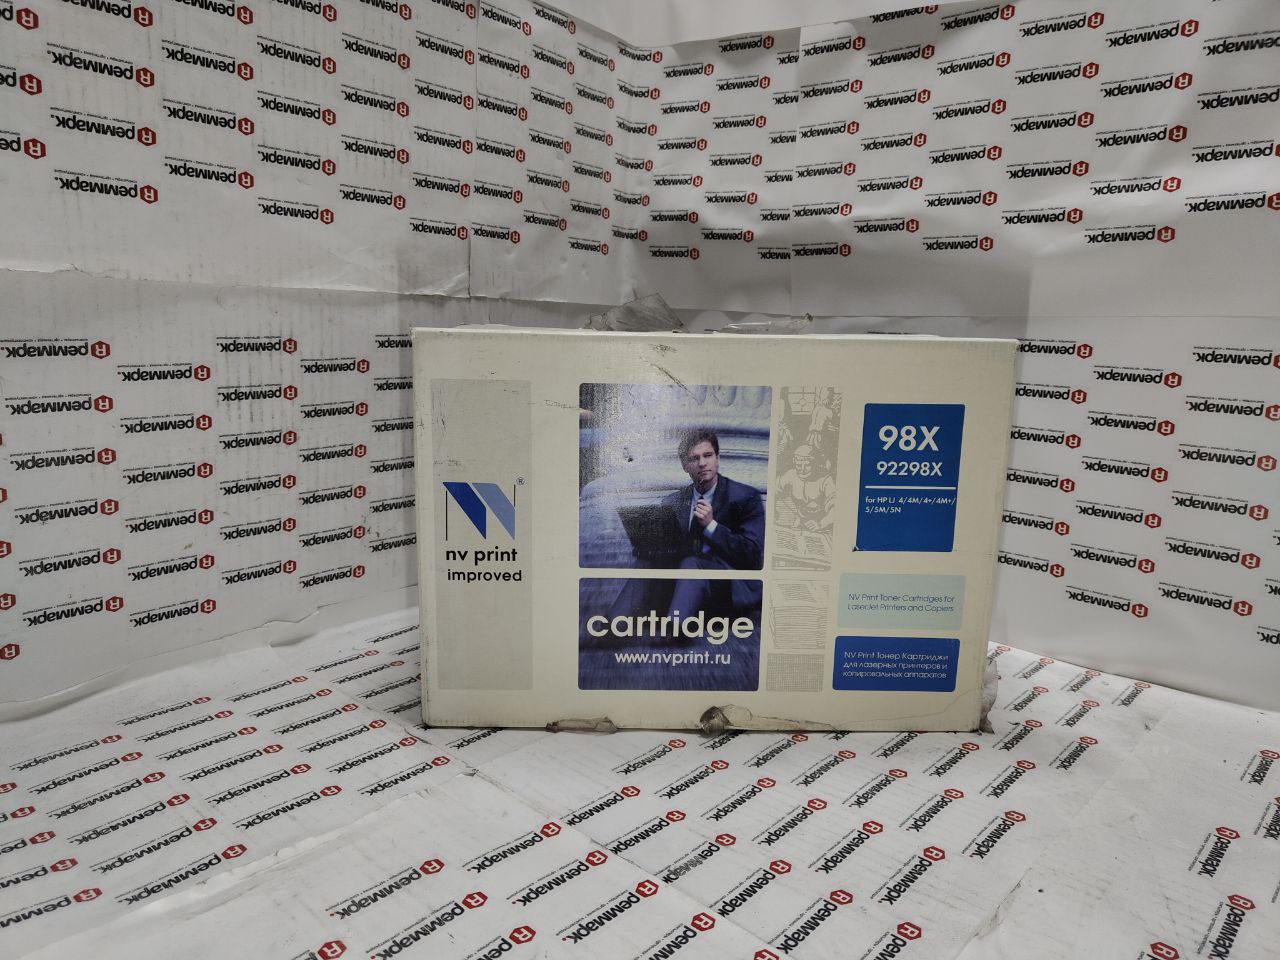 nv print
improved
®
cartridge
www.nvprint.ru
98X
92298X
for HP LJ 4/4M/4+/4M+/
5/5M/5N
NV Print Toner Cartridges for
LaserJet Printers and Copiers
NV Print Тонер Картриджи
для лазерных принтеров и
копировальных аппаратов
реммарк.